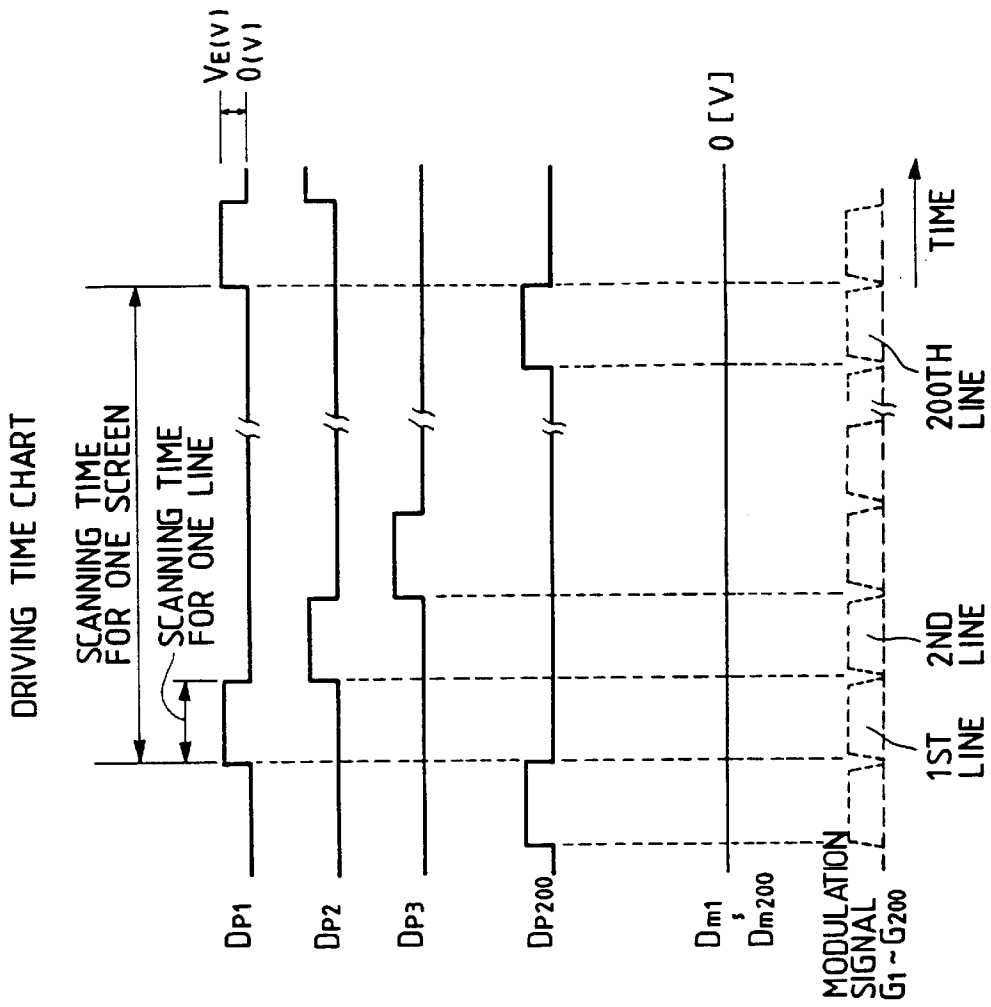 DRIVING TIME CHART
SCANNING TIME
FOR ONE SCREEN
SCANNING TIME
FOR ONE LINE
VE(V)
0(V)
DP1
DP2
DP3
DP200
Dm1
s
Dm200
0 [V]
MODULATION
SIGNAL
G1~G200
1ST
LINE
2ND
LINE
200TH
LINE
TIME